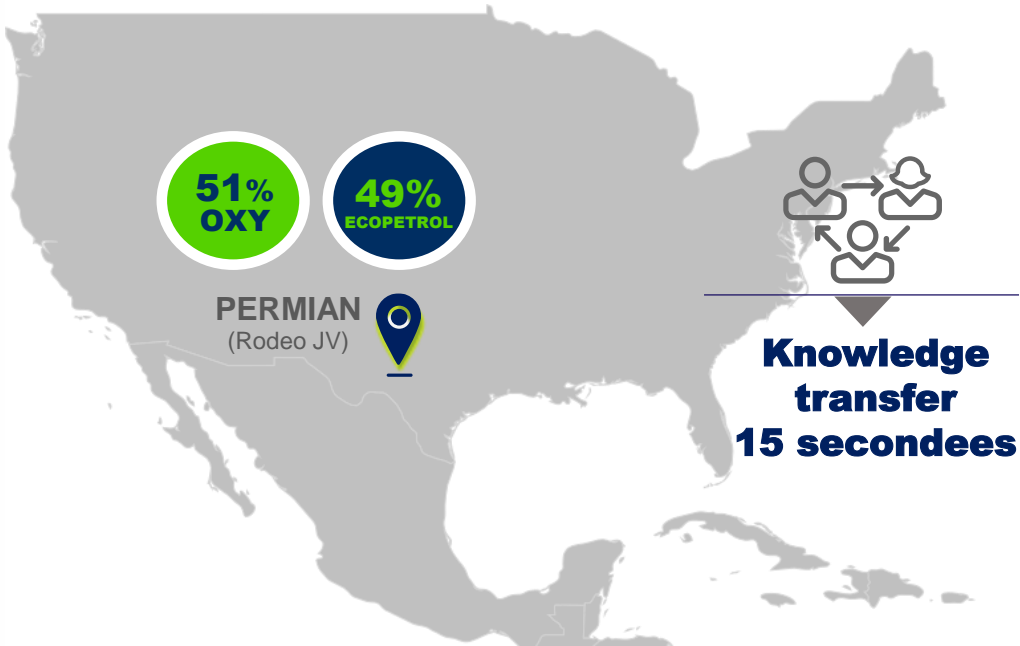 51%
OXY
49%
ECOPETROL
PERMIAN
(Rodeo JV)
Knowledge
transfer
15 secondees